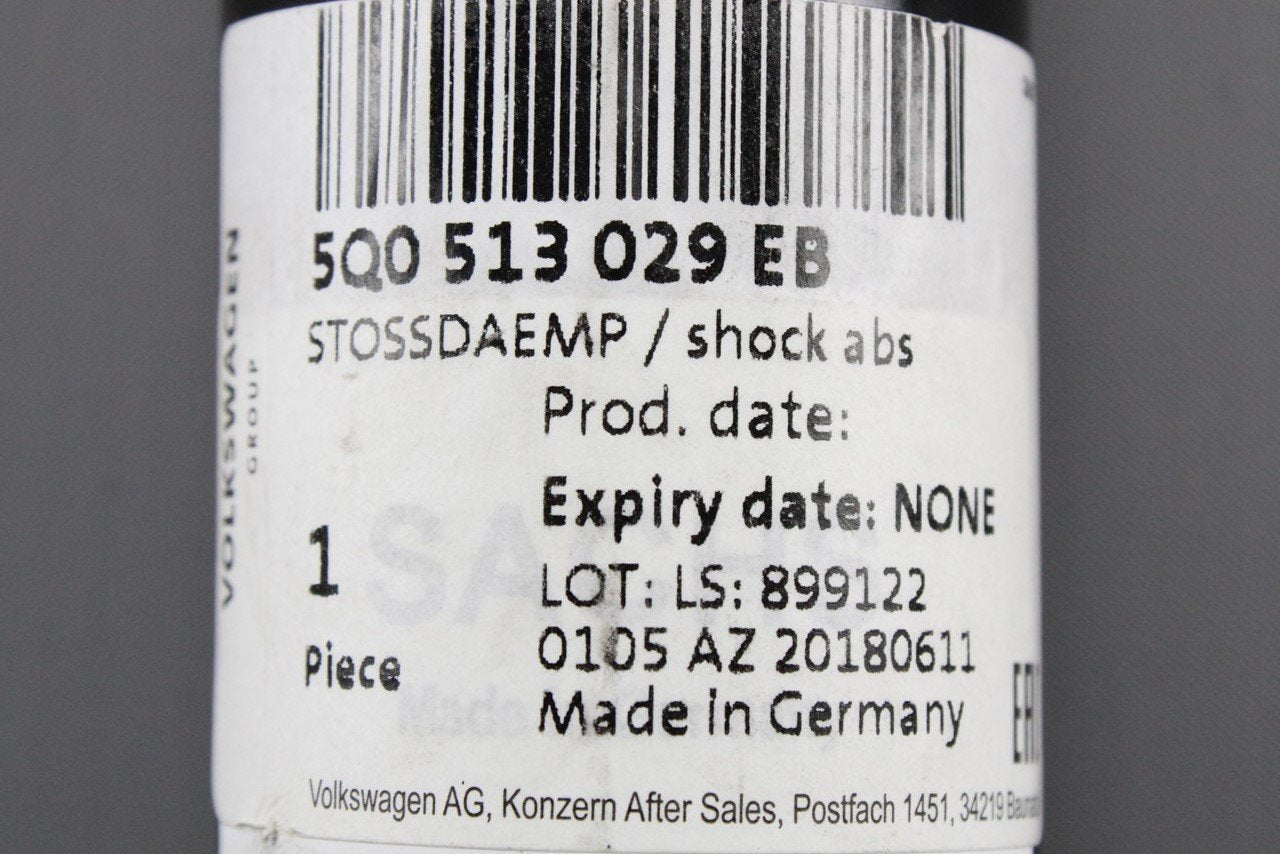 5Q0 513 029 EB
STOSSDAEMP / shock abs
Prod. date:
Expiry date: NONE
1
Piece
LOT: LS: 899122
0105 AZ 20180611
Made in Germany
Volkswagen AG, Konzern After Sales, Postfach 1451, 34219
VOLKSWAGEN
GROUP
SACHS